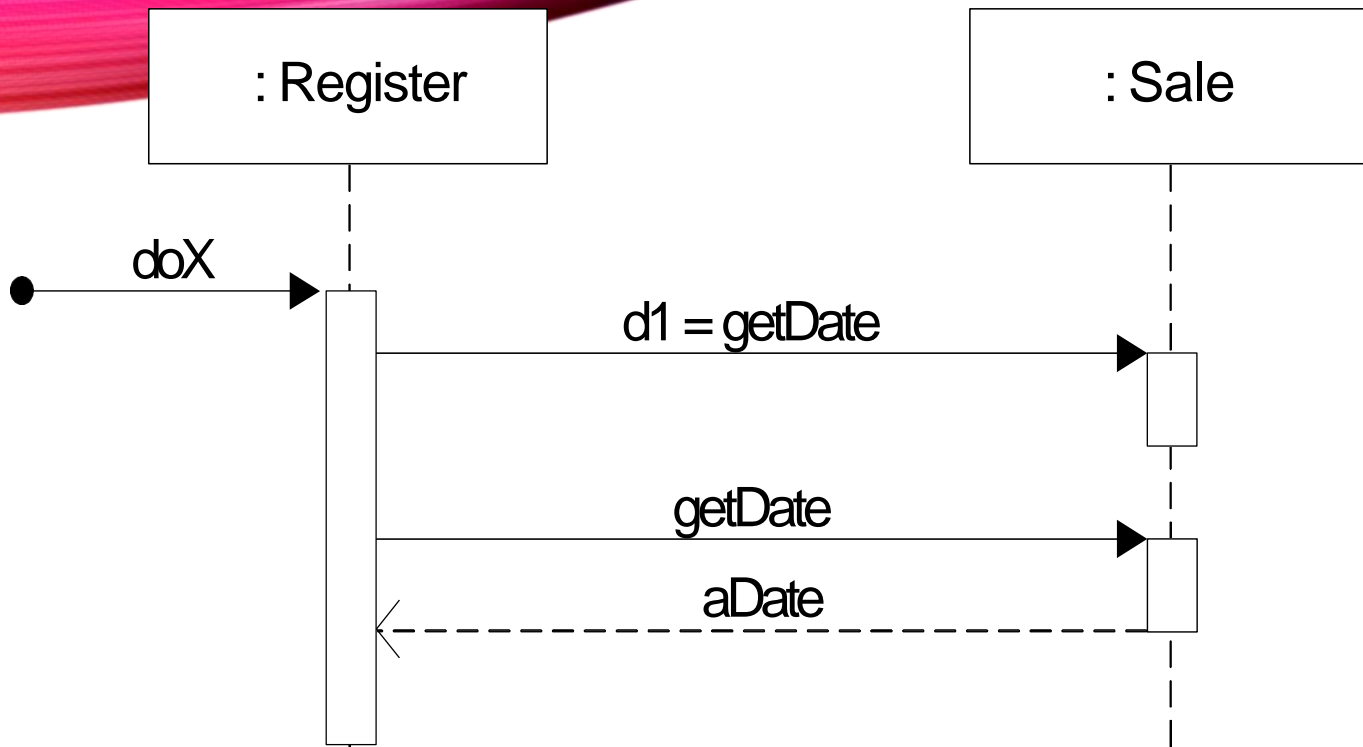 : Register
: Sale
doX
d1 = getDate
getDate
aDate